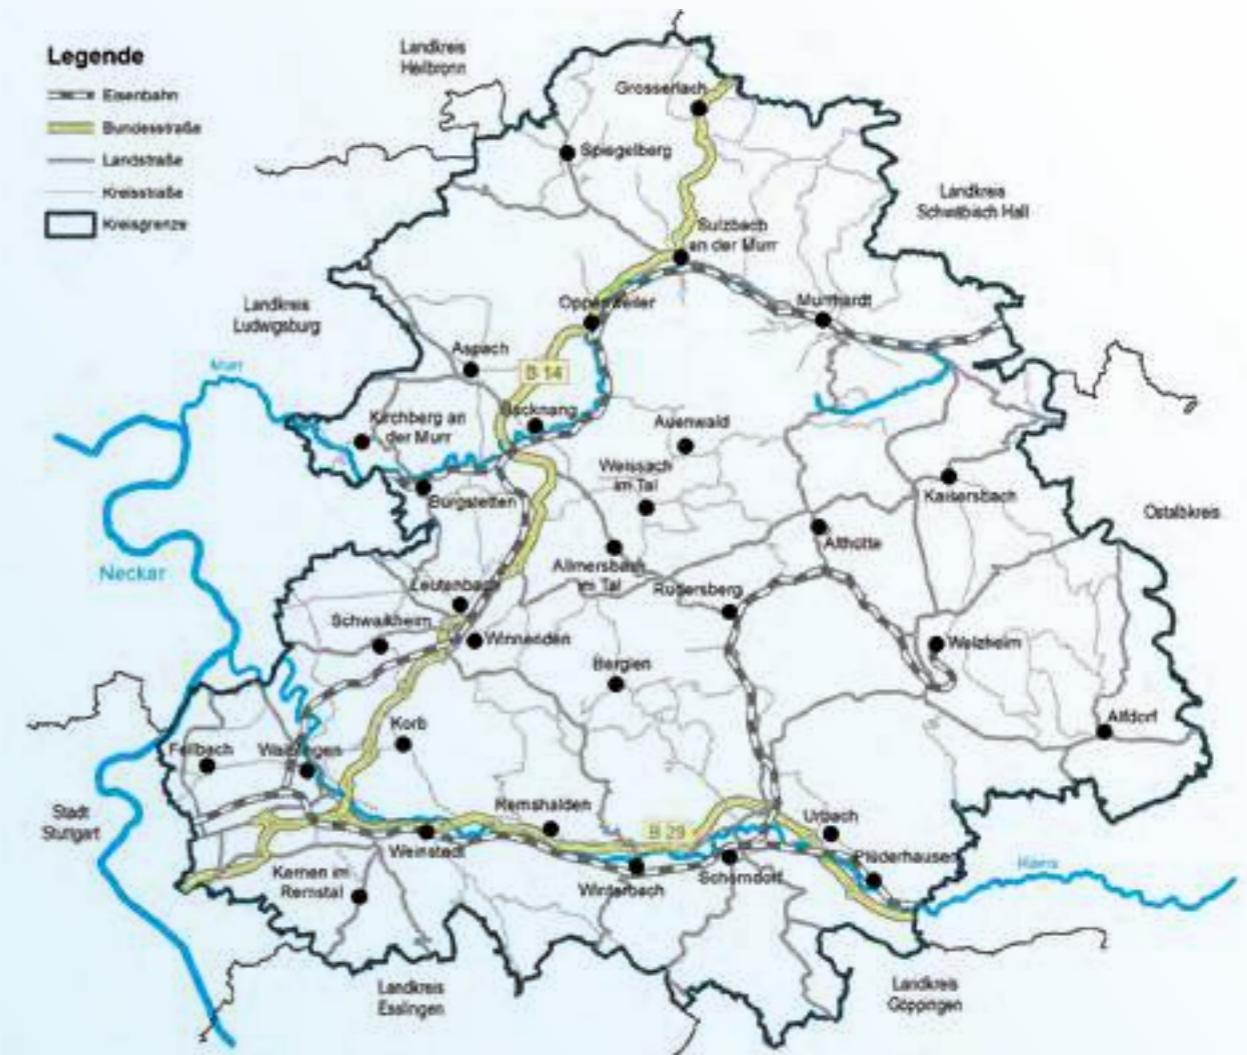 Legende
Eisenbahn
Bundesstraße
Landstraße
Kreisstraße
Kreisgrenze
Landkreis
Heilbronn
Grosserlach
Spiegelberg
Landkreis
Schwäbisch Hall
Sulzbach
an der Murr
Landkreis
Ludwigsburg
Oppenweiler
Murrhardt
Aspach
Murr
B 14
Backnang
Kirchberg an
der Murr
Auenwald
Weissach
im Tal
Kaisersbach
Burgstetten
Ostalbkreis
Althütte
Neckar
Allmersbach
im Tal
Leutenbach
Rudersberg
Schwaikheim
Winnenden
Welzheim
Berglen
Korb
Alfdorf
Fellbach
Waiblingen
Stadt
Stuttgart
Remshalden
B 29
Urbach
Weinstadt
Plüderhausen
Rems
Kernen im
Remstal
Winterbach
Schorndorf
Landkreis
Esslingen
Landkreis
Göppingen